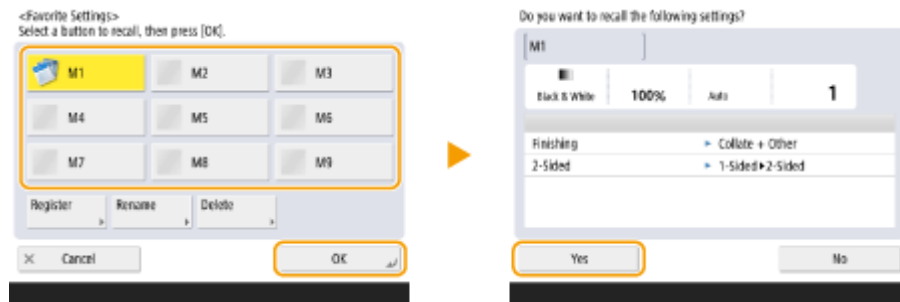 <Favorite Settings>
Select a button to recall, then press [OK].
M1 M2 M3
M4 M5 M6
M7 M8 M9
Register Rename Delete
× Cancel OK
Do you want to recall the following settings?
M1
Black & White 100% Auto 1
Finishing ► Collate + Other
2-Sided ► 1-Sided►2-Sided
Yes No